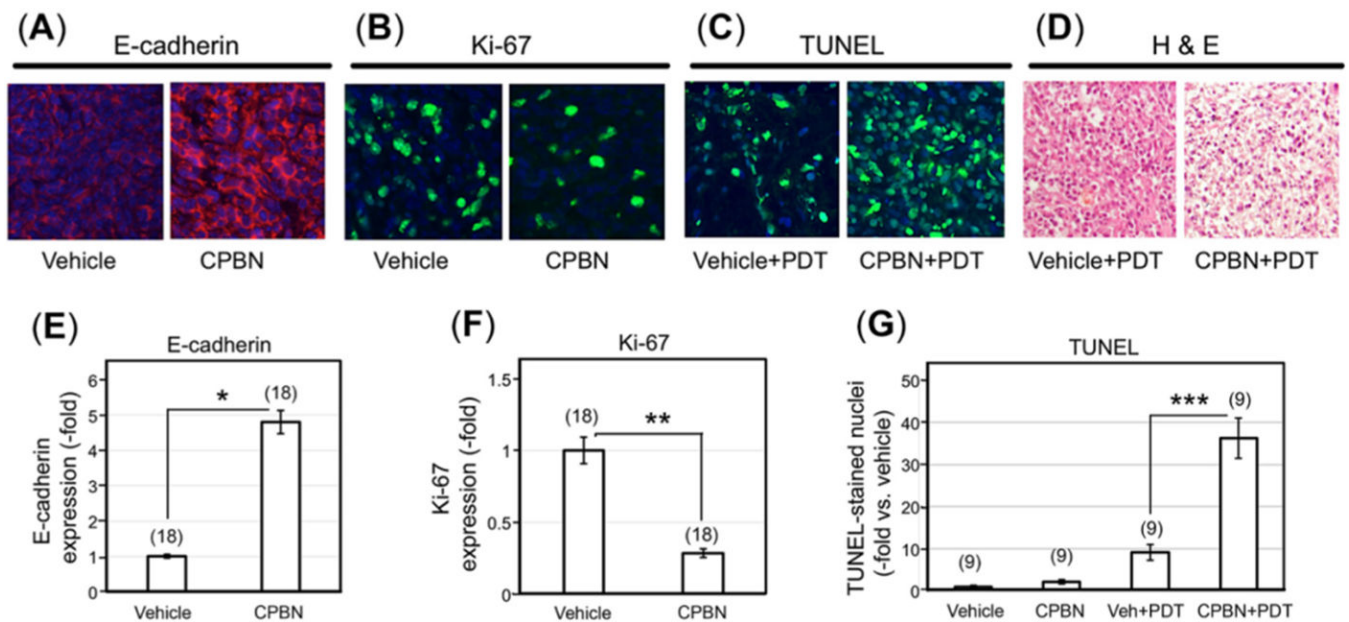 (A) E-cadherin
(B) Ki-67
(C) TUNEL
(D) H & E
Vehicle CPBN
Vehicle CPBN
Vehicle+PDT CPBN+PDT
Vehicle+PDT CPBN+PDT
(E)
E-cadherin
E-cadherin
expression (-fold)
6
5
4
3
2
1
0
*
(18)
(18)
Vehicle CPBN
(F)
Ki-67
Ki-67
expression (-fold)
1.5
1
0.5
0
(18)
**
(18)
Vehicle CPBN
(G)
TUNEL
TUNEL-stained nuclei
(-fold vs. vehicle)
50
40
30
20
10
0
***
(9)
(9)
(9)
(9)
Vehicle CPBN Veh+PDT CPBN+PDT